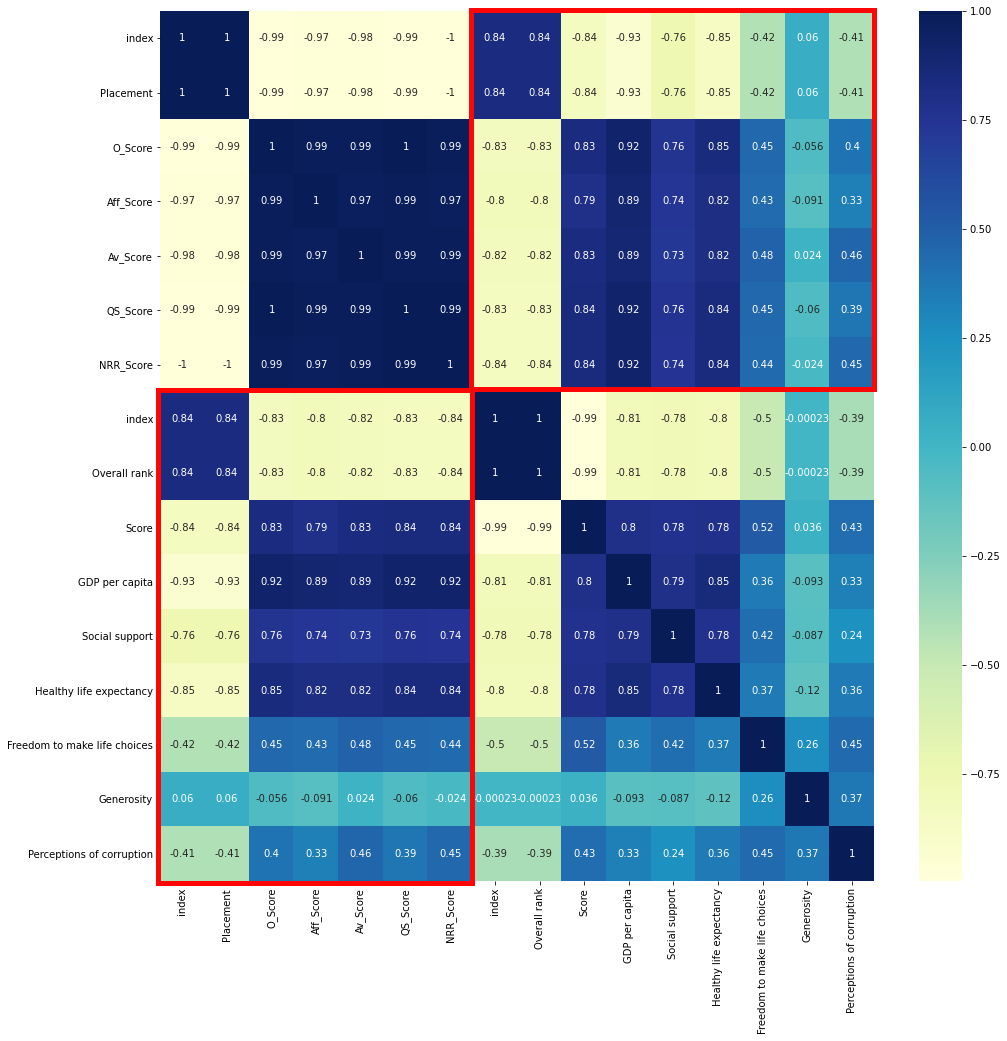 index 1 1 -0.99 -0.97 -0.98 -0.99 -1 0.84 0.84 -0.84 -0.93 -0.76 -0.85 -0.42 0.06 -0.41
Placement 1 1 -0.99 -0.97 -0.98 -0.99 -1 0.84 0.84 -0.84 -0.93 -0.76 -0.85 -0.42 0.06 -0.41
O_Score -0.99 -0.99 1 0.99 0.99 1 0.99 -0.83 -0.83 0.83 0.92 0.76 0.85 0.45 -0.056 0.4
Aff_Score -0.97 -0.97 0.99 1 0.97 0.99 0.97 -0.8 -0.8 0.79 0.89 0.74 0.82 0.43 -0.091 0.33
Av_Score -0.98 -0.98 0.99 0.97 1 0.99 0.99 -0.82 -0.82 0.83 0.89 0.73 0.82 0.48 0.024 0.46
QS_Score -0.99 -0.99 1 0.99 0.99 1 0.99 -0.83 -0.83 0.84 0.92 0.76 0.84 0.45 -0.06 0.39
NRR_Score -1 -1 0.99 0.97 0.99 0.99 1 -0.84 -0.84 0.84 0.92 0.74 0.84 0.44 -0.024 0.45
index 0.84 0.84 -0.83 -0.8 -0.82 -0.83 -0.84 1 1 -0.99 -0.81 -0.78 -0.8 -0.5 -0.00023 -0.39
Overall rank 0.84 0.84 -0.83 -0.8 -0.82 -0.83 -0.84 1 1 -0.99 -0.81 -0.78 -0.8 -0.5 -0.00023 -0.39
Score -0.84 -0.84 0.83 0.79 0.83 0.84 0.84 -0.99 -0.99 1 0.8 0.78 0.78 0.52 0.036 0.43
GDP per capita -0.93 -0.93 0.92 0.89 0.89 0.92 0.92 -0.81 -0.81 0.8 1 0.79 0.85 0.36 -0.093 0.33
Social support -0.76 -0.76 0.76 0.74 0.73 0.76 0.74 -0.78 -0.78 0.78 0.79 1 0.78 0.42 -0.087 0.24
Healthy life expectancy -0.85 -0.85 0.85 0.82 0.82 0.84 0.84 -0.8 -0.8 0.78 0.85 0.78 1 0.37 -0.12 0.36
Freedom to make life choices -0.42 -0.42 0.45 0.43 0.48 0.45 0.44 -0.5 -0.5 0.52 0.36 0.42 0.37 1 0.26 0.45
Generosity 0.06 0.06 -0.056 -0.091 0.024 -0.06 -0.024 -0.00023 -0.00023 0.036 -0.093 -0.087 -0.12 0.26 1 0.37
Perceptions of corruption -0.41 -0.41 0.4 0.33 0.46 0.39 0.45 -0.39 -0.39 0.43 0.33 0.24 0.36 0.45 0.37 1
index
Placement
O_Score
Aff_Score
Av_Score
QS_Score
NRR_Score
index
Overall rank
Score
GDP per capita
Social support
Healthy life expectancy
Freedom to make life choices
Generosity
Perceptions of corruption
1.00
0.75
0.50
0.25
0.00
−0.25
−0.50
−0.75